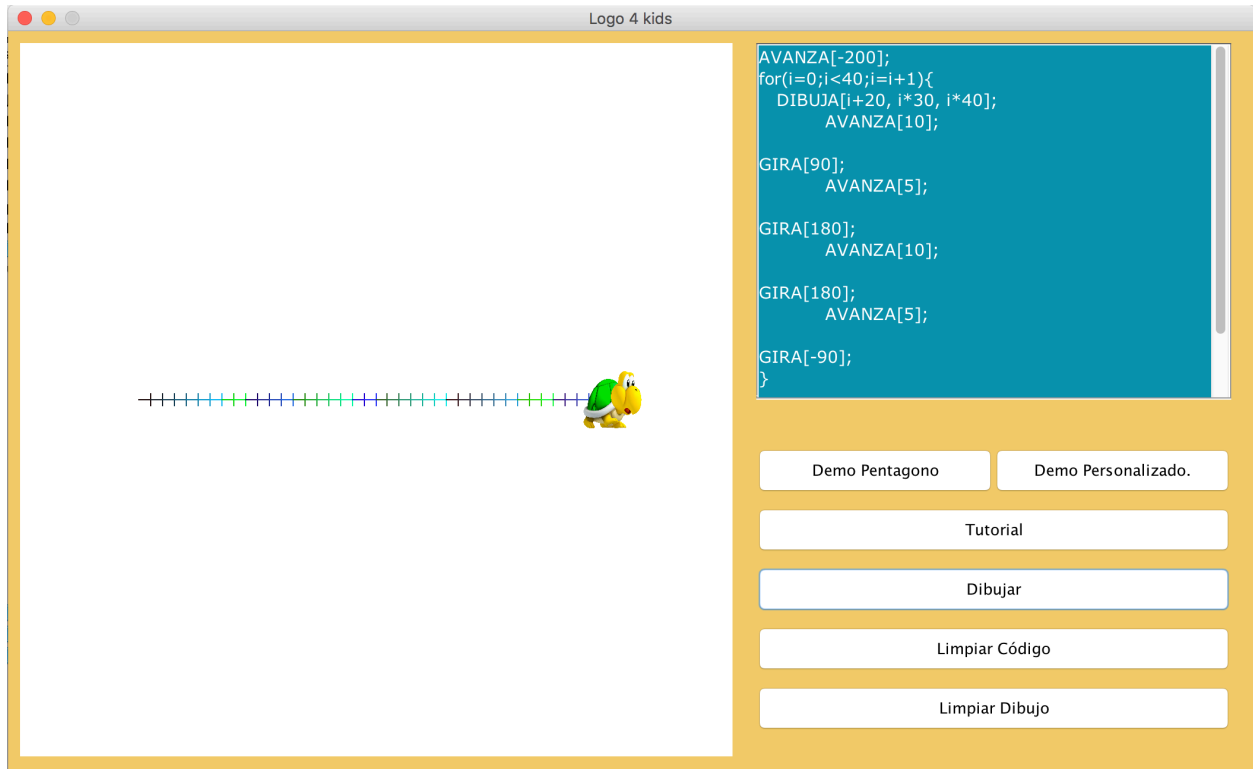 Logo 4 kids
AVANZA[-200];
for(i=0;i<40;i=i+1){
DIBUJA[i+20, i*30, i*40];
AVANZA[10];
GIRA[90];
AVANZA[5];
GIRA[180];
AVANZA[10];
GIRA[180];
AVANZA[5];
GIRA[-90];
}
Demo Pentagono
Demo Personalizado.
Tutorial
Dibujar
Limpiar Código
Limpiar Dibujo